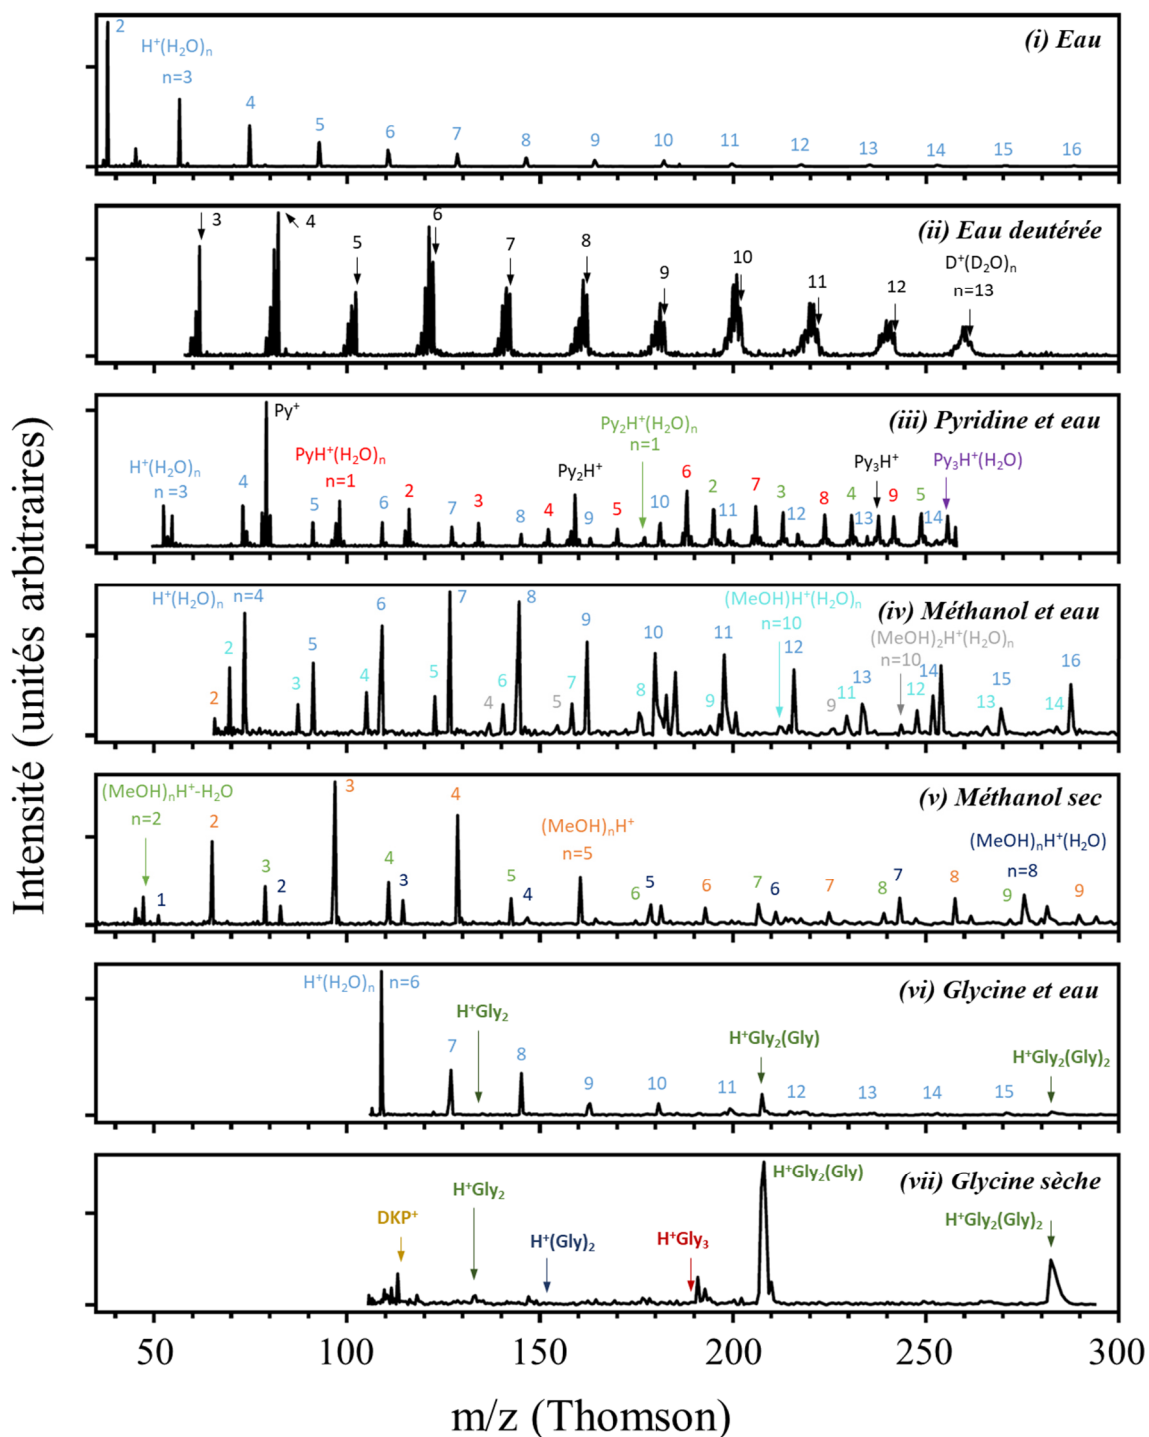 (i) Eau
2
H⁺(H₂O)ₙ
n=3
4
5
6
7
8
9
10
11
12
13
14
15
16
(ii) Eau deutérée
3
4
5
6
7
8
9
10
11
12
D⁺(D₂O)ₙ
n=13
(iii) Pyridine et eau
H⁺(H₂O)ₙ
n =3
4
Py⁺
PyH⁺(H₂O)ₙ
n=1
5
6
2
7
3
8
4
Py₂H⁺
9
5
Py₂H⁺(H₂O)ₙ
n=1
10
6
2
11
7
3
12
8
4
13
Py₃H⁺
9
5
14
Py₃H⁺(H₂O)
(iv) Méthanol et eau
H⁺(H₂O)ₙ n=4
2
2
3
5
4
6
5
7
4
6
8
5
7
9
8
10
9
11
(MeOH)H⁺(H₂O)ₙ
n=10
12
9
11
13
(MeOH)₂H⁺(H₂O)ₙ
n=10
12
14
13
15
14
16
(v) Méthanol sec
(MeOH)ₙH⁺-H₂O
n=2
1
2
3
2
3
4
3
4
5
4
(MeOH)ₙH⁺
n=5
6
5
6
7
6
7
8
7
8
(MeOH)ₙH⁺(H₂O)
n=8
9
9
(vi) Glycine et eau
H⁺(H₂O)ₙ n=6
7
H⁺Gly₂
8
9
10
11
H⁺Gly₂(Gly)
12
13
14
15
H⁺Gly₂(Gly)₂
(vii) Glycine sèche
DKP⁺
H⁺Gly₂
H⁺(Gly)₂
H⁺Gly₃
H⁺Gly₂(Gly)
H⁺Gly₂(Gly)₂
50 100 150 200 250 300
m/z (Thomson)
Intensité (unités arbitraires)